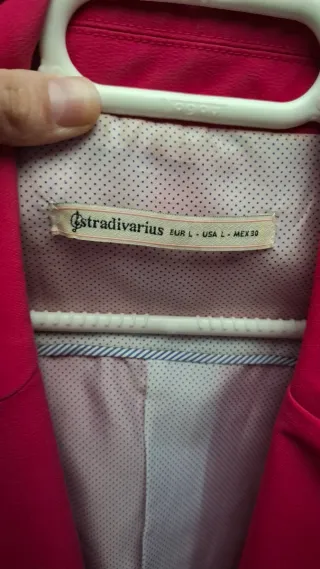 stradivarius EUR L - USA L - MEX 30